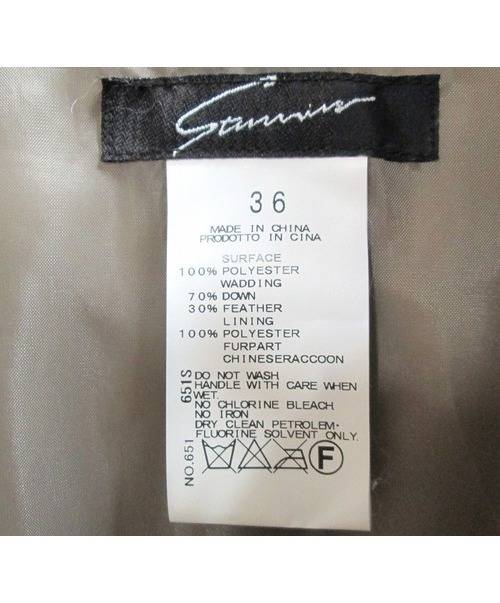 Stunning
36
MADE IN CHINA
PRODOTTO IN CINA
SURFACE
100% POLYESTER
WADDING
70% DOWN
30% FEATHER
LINING
100% POLYESTER
FURPART
CHINESERACCOON
DO NOT WASH
HANDLE WITH CARE WHEN
WET.
NO CHLORINE BLEACH
NO IRON
DRY CLEAN PETROLEM·
FLUORINE SOLVENT ONLY.
F
NO.651 651S